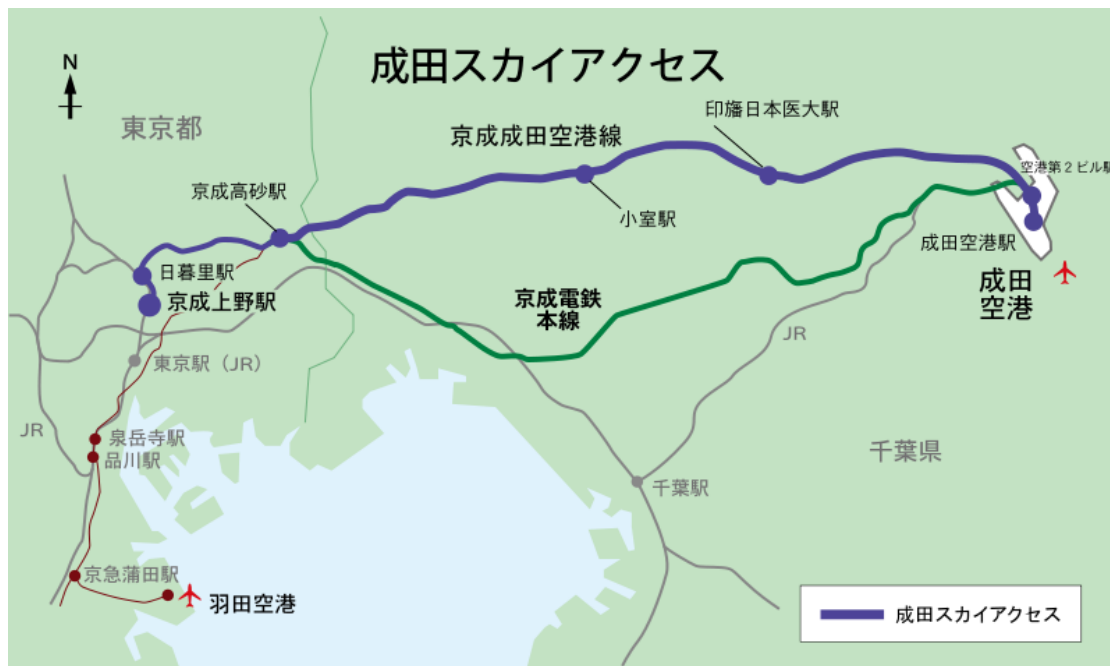 成田スカイアクセス
N
東京都
印旛日本医大駅
京成成田空港線
空港第2ビル駅
京成高砂駅
小室駅
成田空港駅
日暮里駅
成田
空港
京成上野駅
京成電鉄
本線
JR
東京駅（JR）
JR
泉岳寺駅
品川駅
千葉県
千葉駅
京急蒲田駅
羽田空港
成田スカイアクセス